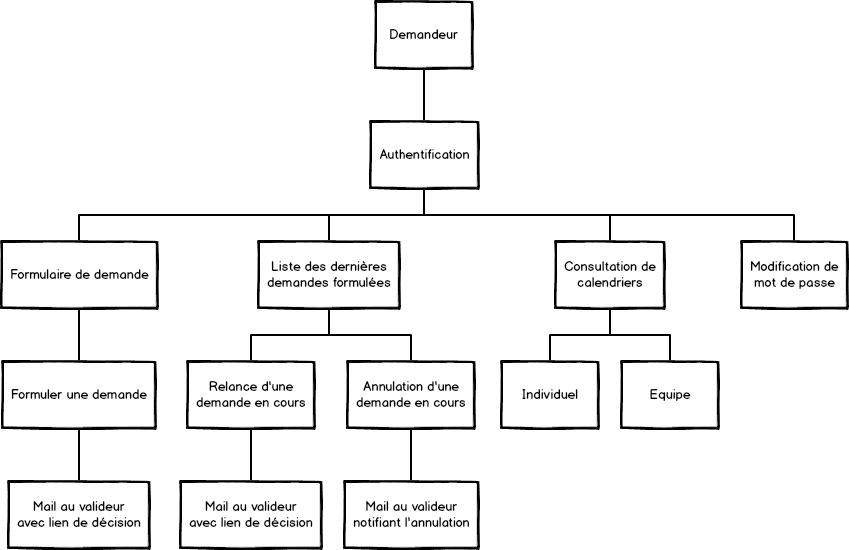 Demandeur
Authentification
Formulaire de demande
Liste des dernières
demandes formulées
Consultation de
calendriers
Modification de
mot de passe
Formuler une demande
Relance d'une
demande en cours
Annulation d'une
demande en cours
Individuel
Equipe
Mail au valideur
avec lien de décision
Mail au valideur
avec lien de décision
Mail au valideur
notifiant l'annulation